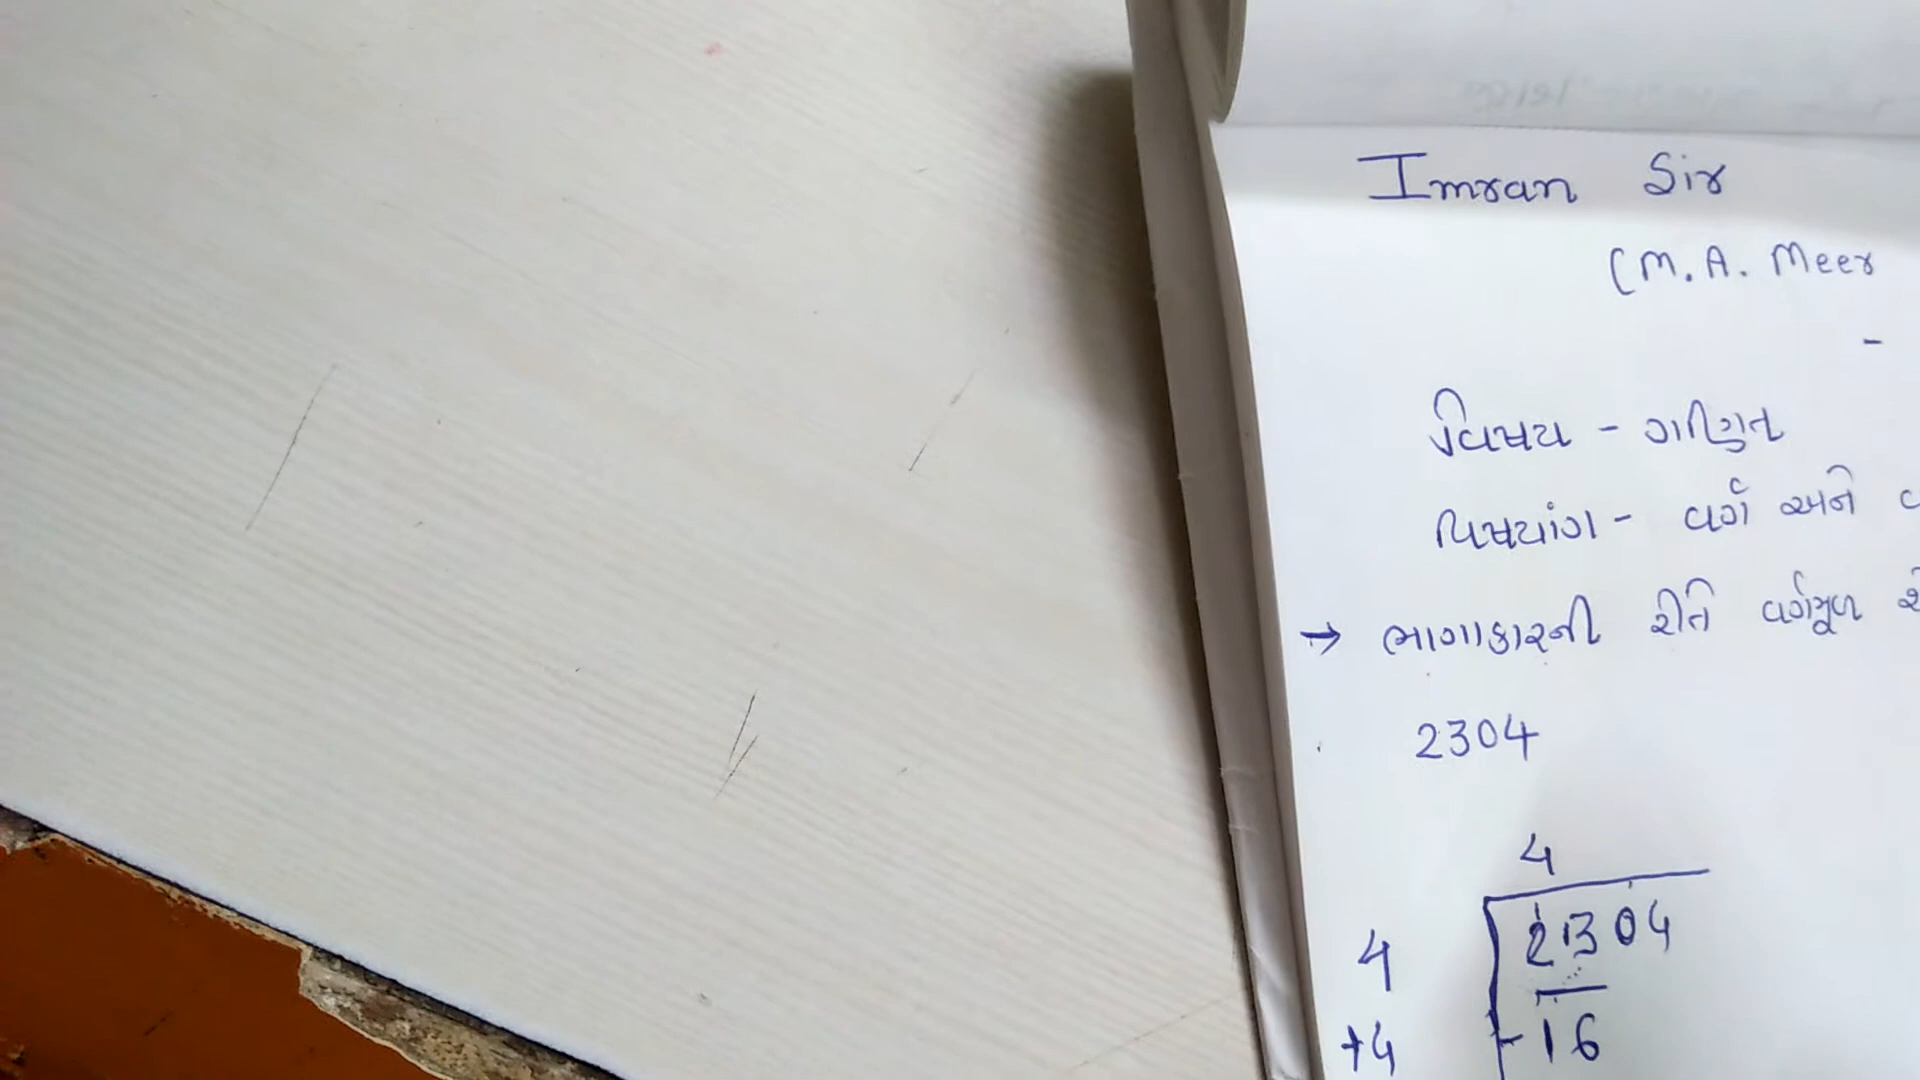 Imran Sir
(M. A. Meer
-
વિષય - ગણિત
વિષયાંગ - વર્ગ અને
→ ભાગાકારની રીતે વર્ગમૂળ
2304
4
4 2304
+4 -16